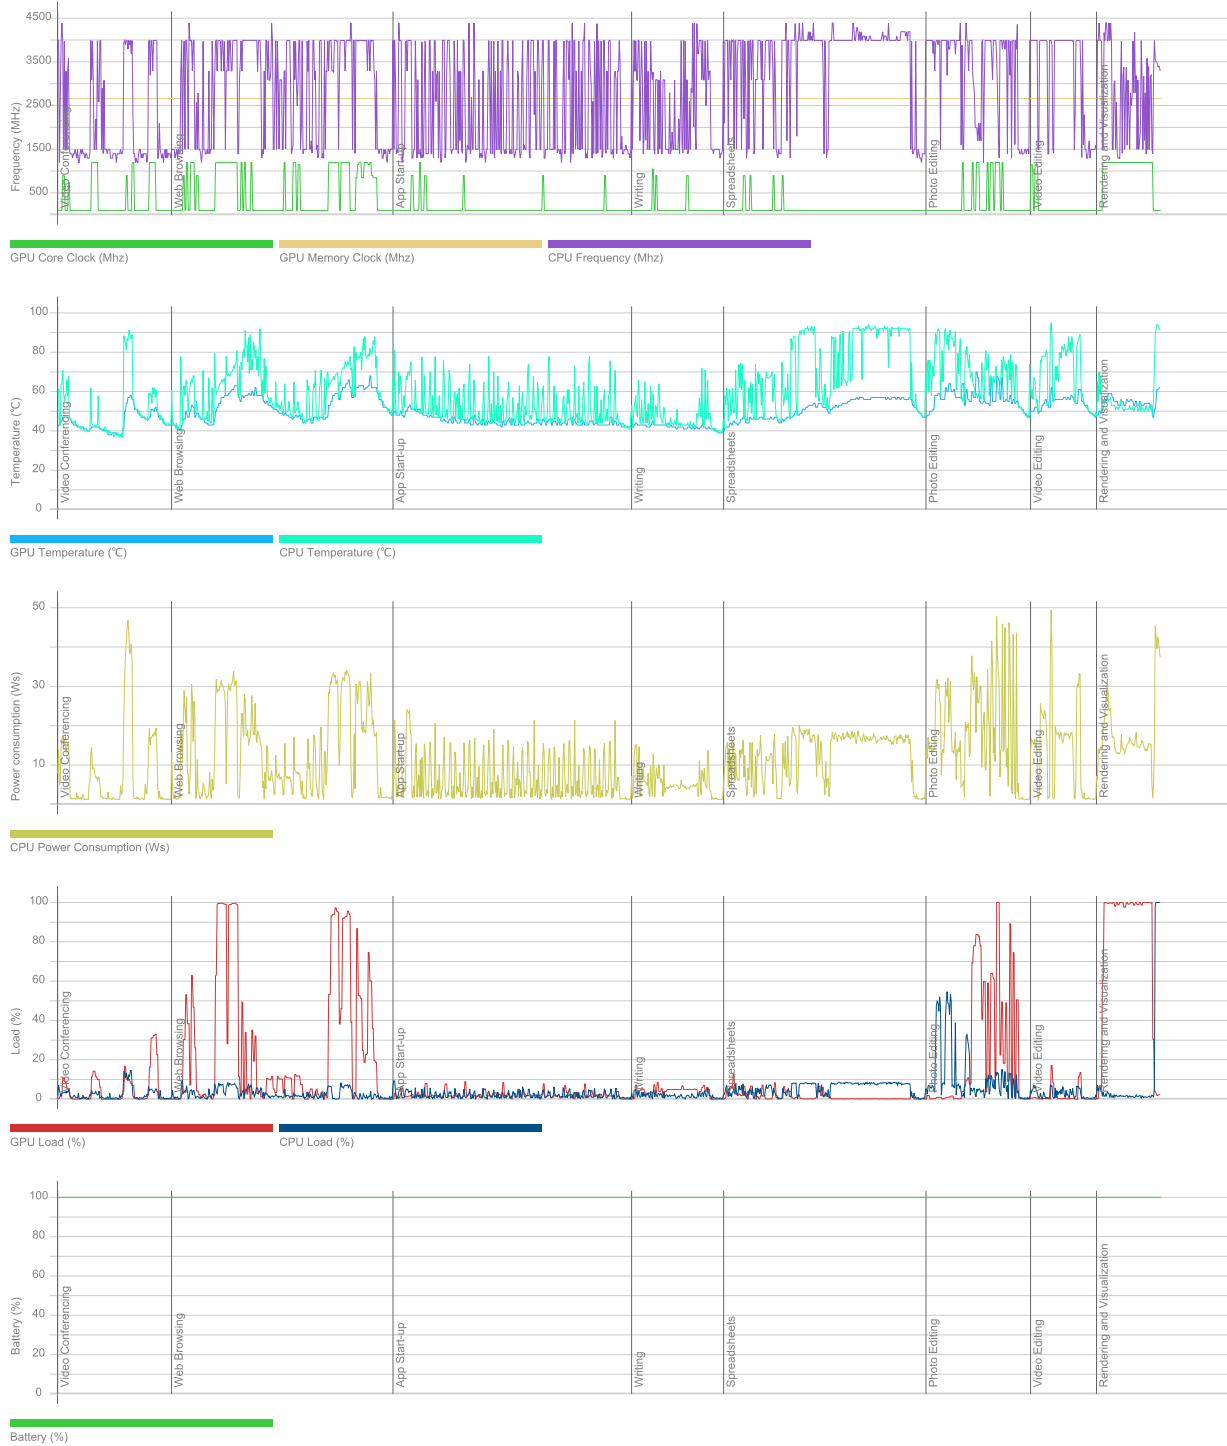 4500
3500
2500
1500
500
Frequency (MHz)
Video Conferencing
Web Browsing
App Start-up
Writing
Spreadsheets
Photo Editing
Video Editing
Rendering and Visualization
GPU Core Clock (Mhz)
GPU Memory Clock (Mhz)
CPU Frequency (Mhz)
100
80
60
40
20
0
Temperature (℃)
Video Conferencing
Web Browsing
App Start-up
Writing
Spreadsheets
Photo Editing
Video Editing
Rendering and Visualization
GPU Temperature (℃)
CPU Temperature (℃)
50
30
10
Power consumption (Ws)
Video Conferencing
Web Browsing
App Start-up
Writing
Spreadsheets
Photo Editing
Video Editing
Rendering and Visualization
CPU Power Consumption (Ws)
100
80
60
40
20
0
Load (%)
Video Conferencing
Web Browsing
App Start-up
Writing
Spreadsheets
Photo Editing
Video Editing
Rendering and Visualization
GPU Load (%)
CPU Load (%)
100
80
60
40
20
0
Battery (%)
Video Conferencing
Web Browsing
App Start-up
Writing
Spreadsheets
Photo Editing
Video Editing
Rendering and Visualization
Battery (%)